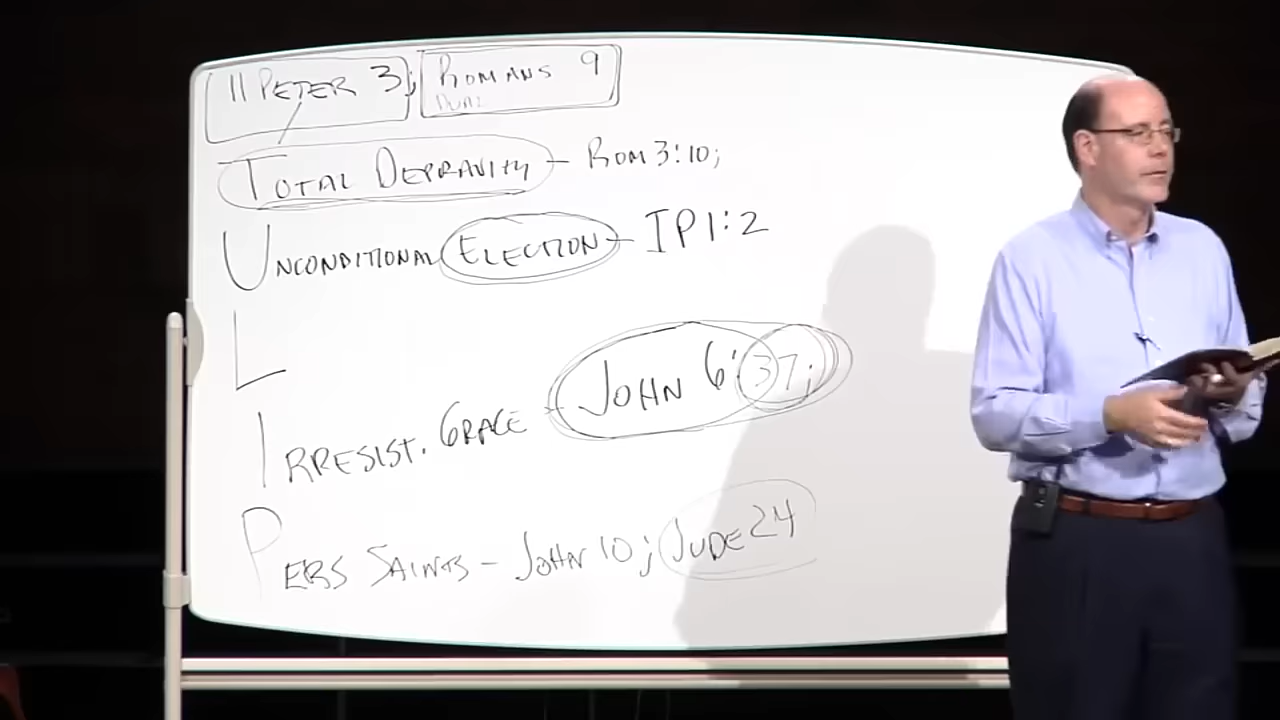 II PETER 3; ROMANS 9
TOTAL DEPRAVITY - ROM 3:10;
UNCONDITIONAL ELECTION - I P 1:2
L
IRRESIST. GRACE - JOHN 6:37;
PERS SAINTS - JOHN 10; JUDE 24